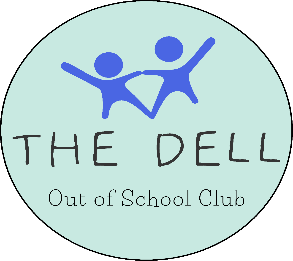 THE DELL
Out of School Club